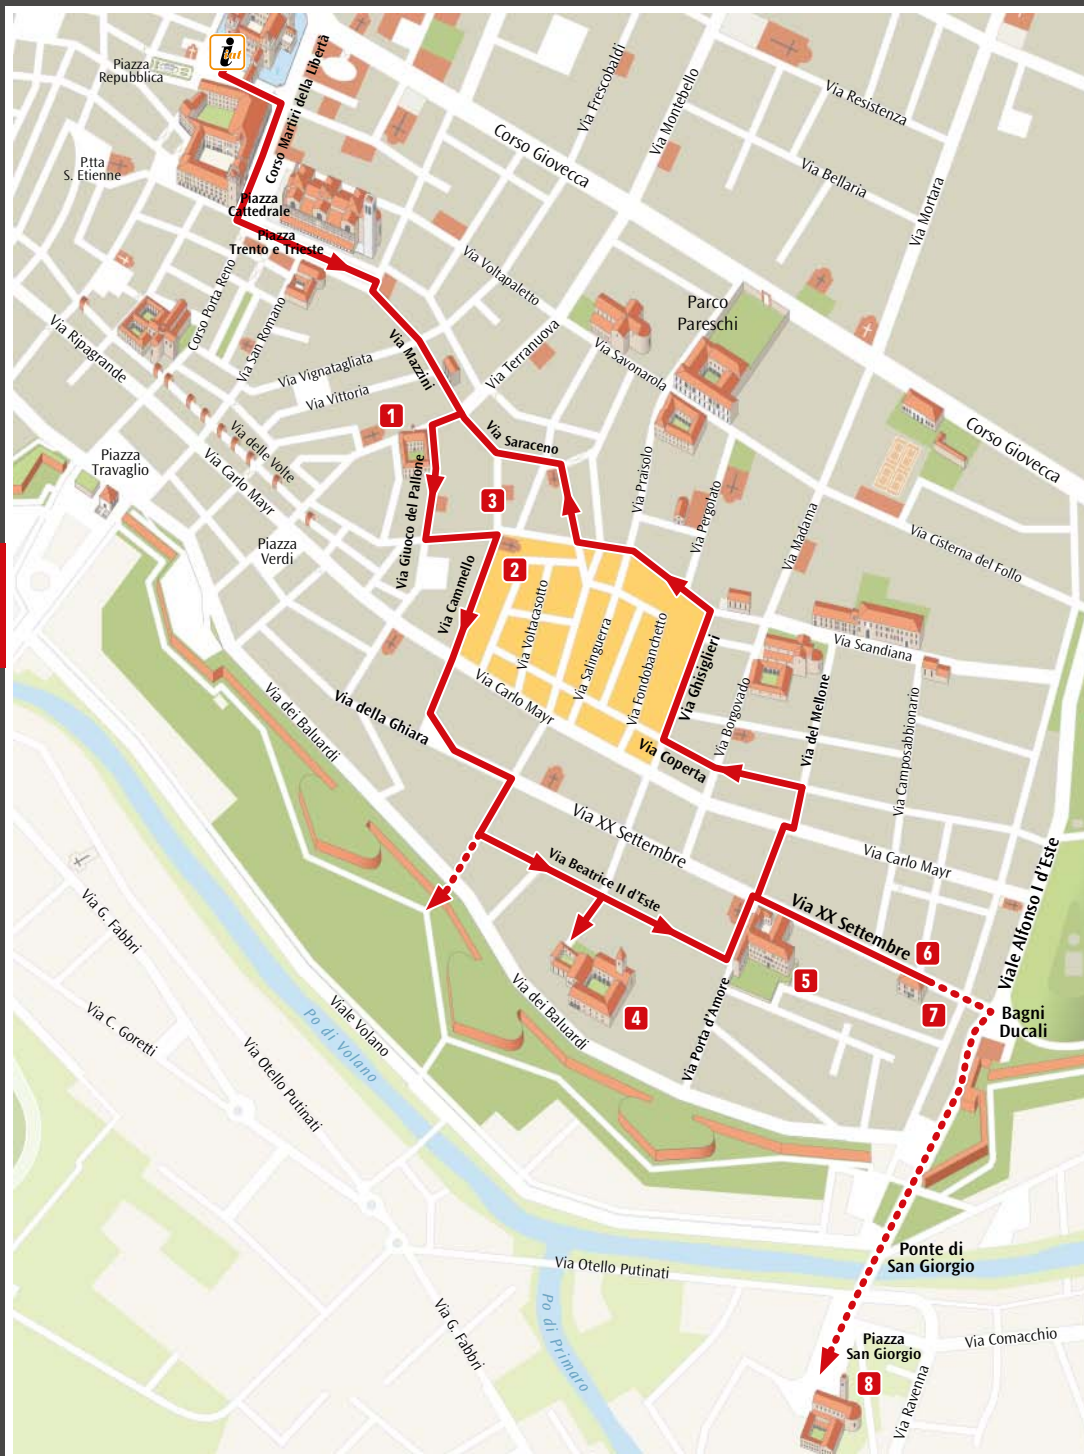 i
iat
Piazza
Repubblica
Corso Martiri della Libertà
P.tta
S. Etienne
Piazza
Cattedrale
Piazza
Trento e Trieste
Via Frescobaldi
Via Montebello
Via Resistenza
Corso Giovecca
Via Bellaria
Via Mortara
Via Voltapaletto
Corso Porta Reno
Via San Romano
Via Ripagrande
Via Mazzini
Via Terranuova
Parco
Pareschi
Via Savonarola
Via Vignatagliata
Via Vittoria
1
Via Saraceno
Corso Giovecca
Via delle Volte
Piazza
Travaglio
Via Carlo Mayr
Via Giuoco del Pallone
3
Via Praisolo
Via Pergolato
Via Madama
Via Cisterna del Follo
Piazza
Verdi
Via Cammello
2
Via Voltacasotto
Via Salinguerra
Via Fondobanchetto
Via Ghisiglieri
Via Scandiana
Via Borgovado
Via del Mellone
Via Camposabbionario
Via Carlo Mayr
Via Coperta
Via dei Baluardi
Via della Ghiara
Via XX Settembre
Via Carlo Mayr
Via Beatrice II d'Este
Via XX Settembre
Viale Alfonso I d'Este
6
5
7
Bagni
Ducali
4
Via Porta d'Amore
Via dei Baluardi
Via G. Fabbri
Via C. Goretti
Po di Volano
Viale Volano
Via Otello Putinati
Ponte di
San Giorgio
Via Otello Putinati
Po di Primaro
Via G. Fabbri
Piazza
San Giorgio
Via Comacchio
8
Via Ravenna